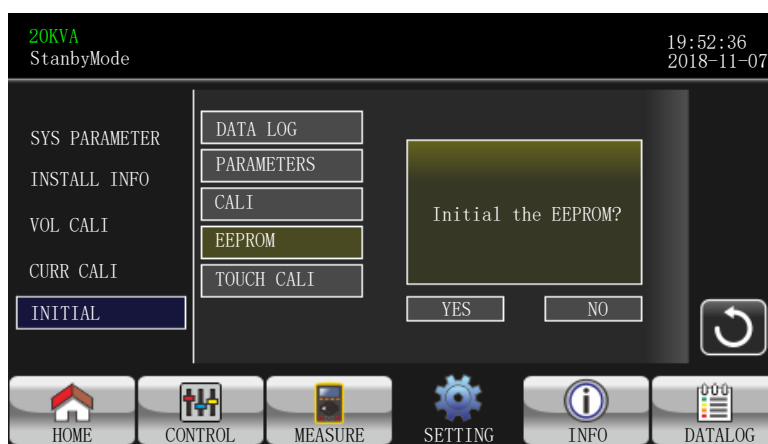 20KVA
StanbyMode
19:52:36
2018-11-07
SYS PARAMETER
INSTALL INFO
VOL CALI
CURR CALI
INITIAL
DATA LOG
PARAMETERS
CALI
EEPROM
TOUCH CALI
Initial the EEPROM?
YES
NO
HOME
CONTROL
MEASURE
SETTING
INFO
DATALOG